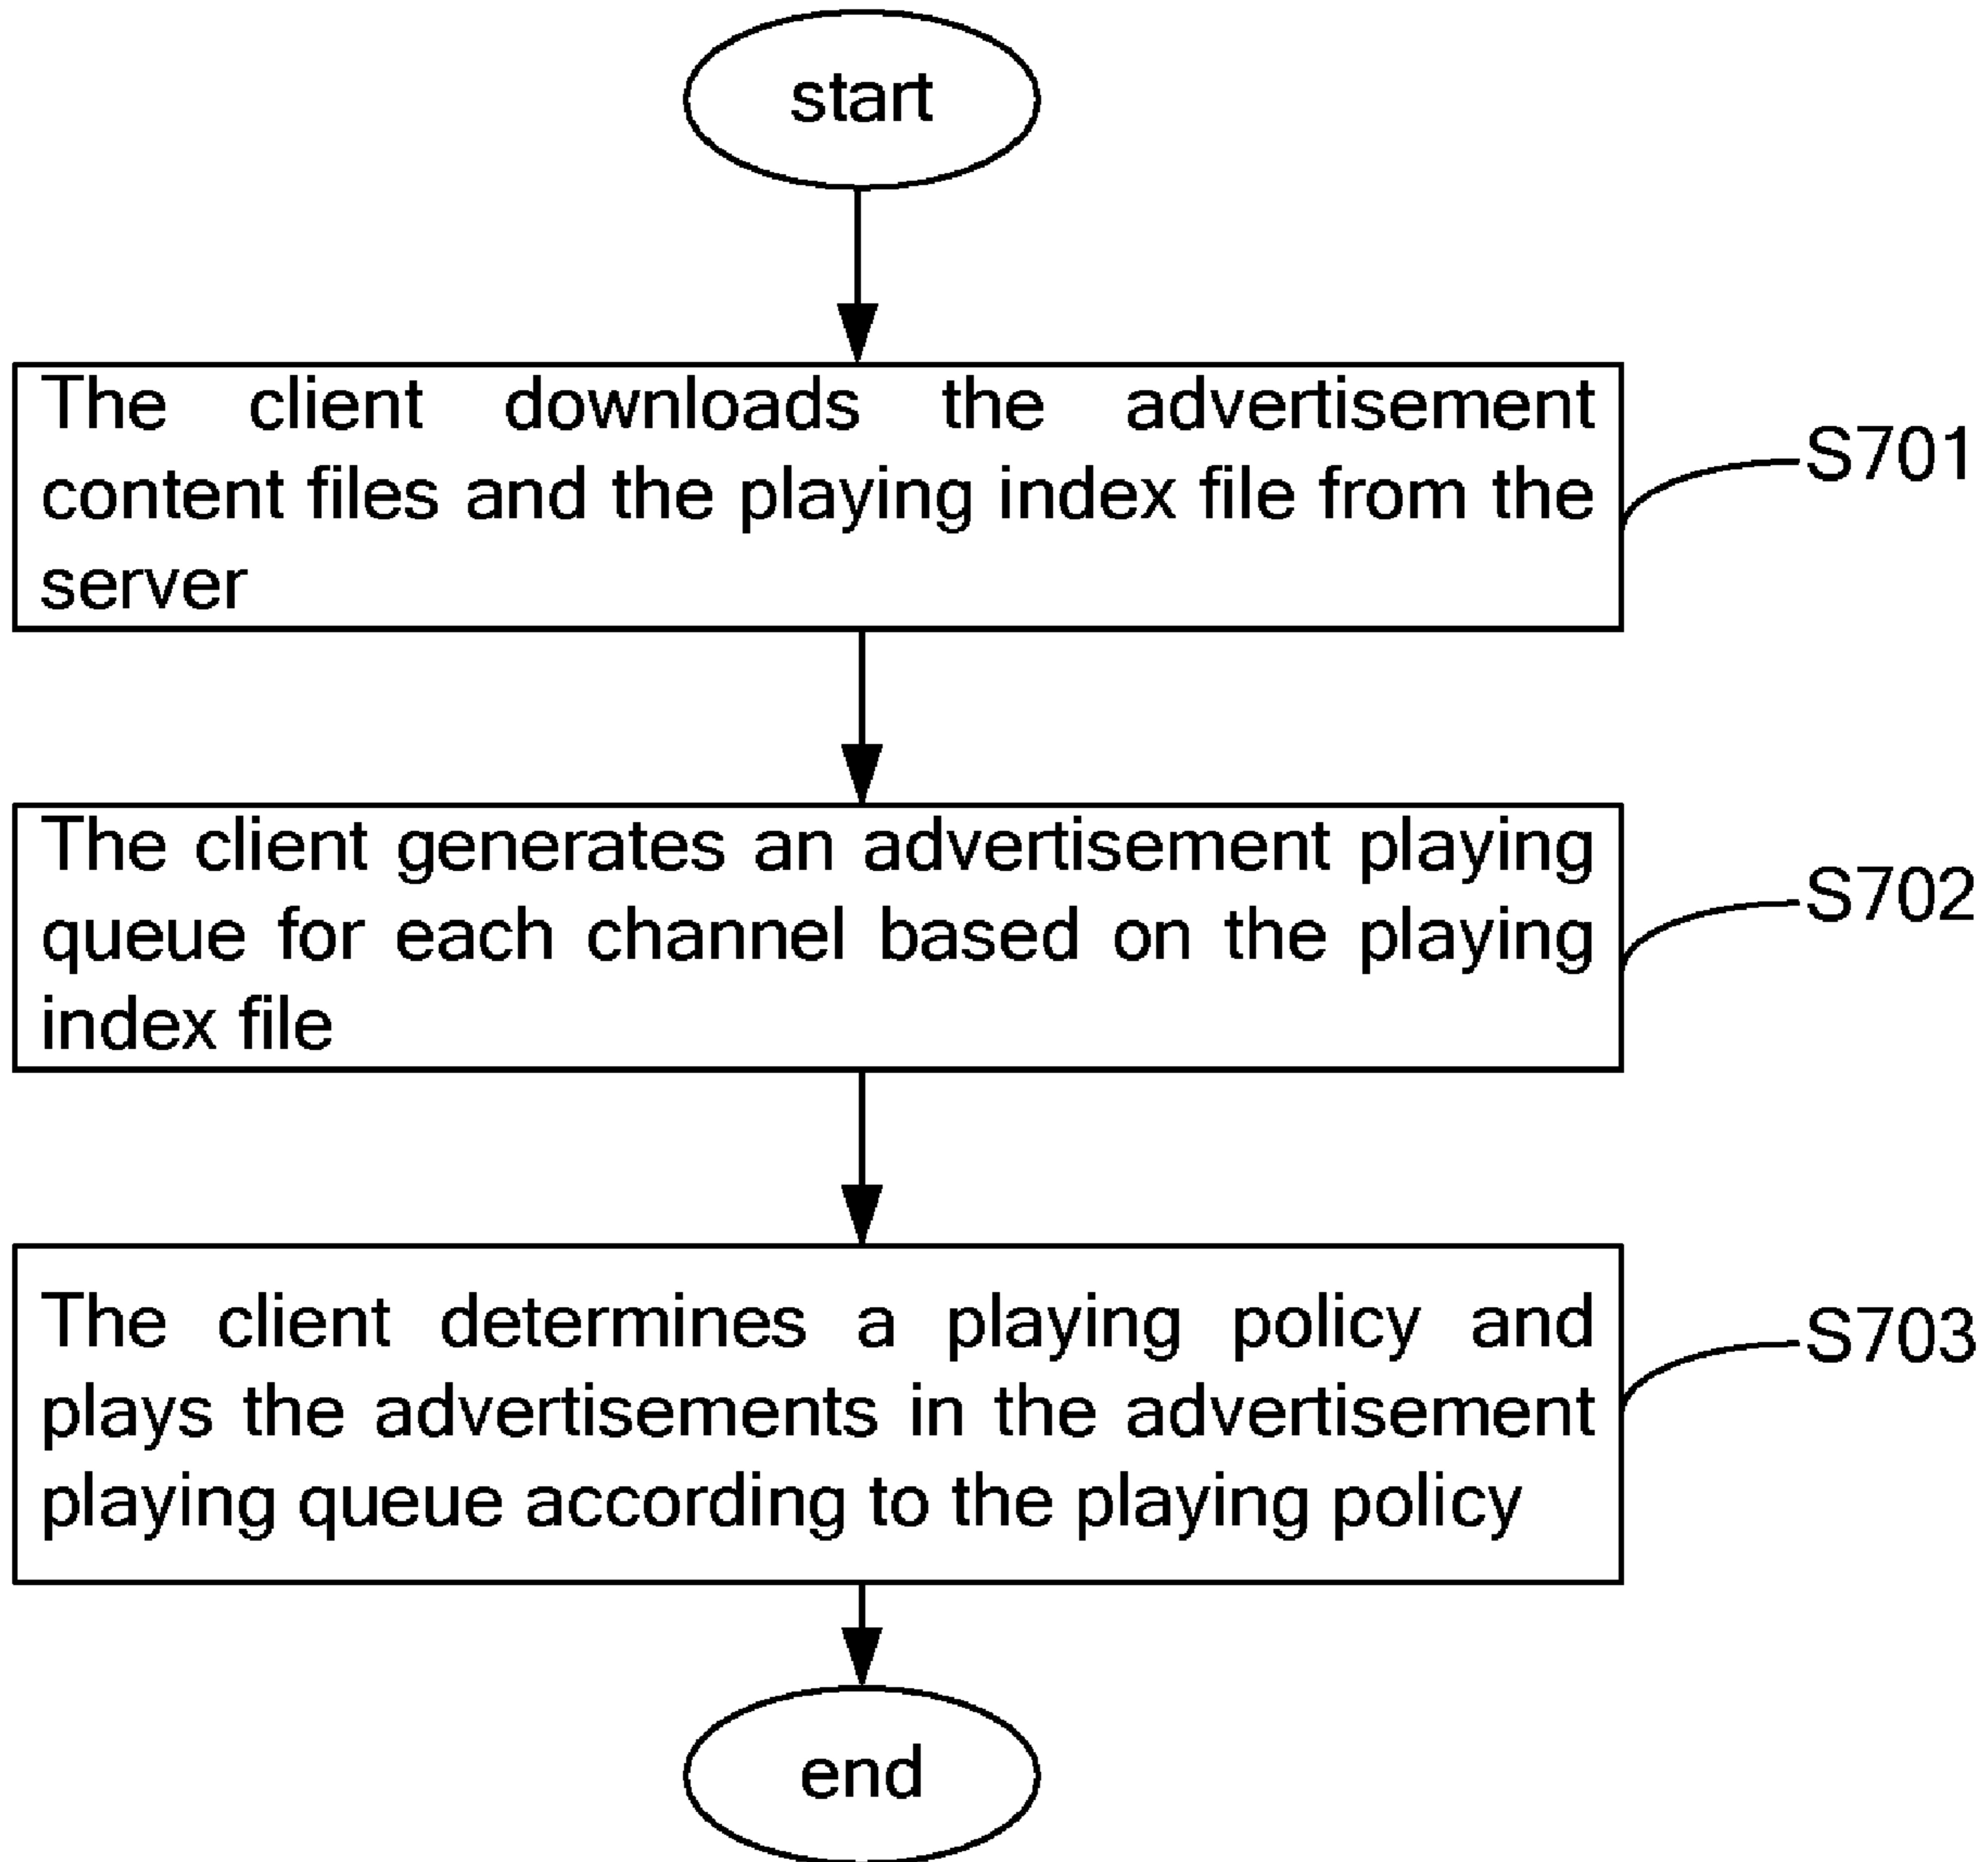 start
The client downloads the advertisement
content files and the playing index file from the
server
S701
The client generates an advertisement playing
queue for each channel based on the playing
index file
S702
The client determines a playing policy and
plays the advertisements in the advertisement
playing queue according to the playing policy
S703
end